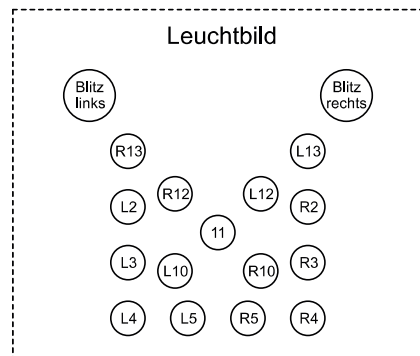 Leuchtbild
Blitz
links
Blitz
rechts
R13
L13
R12
L12
L2
R2
11
L3
L10
R10
R3
L4
L5
R5
R4